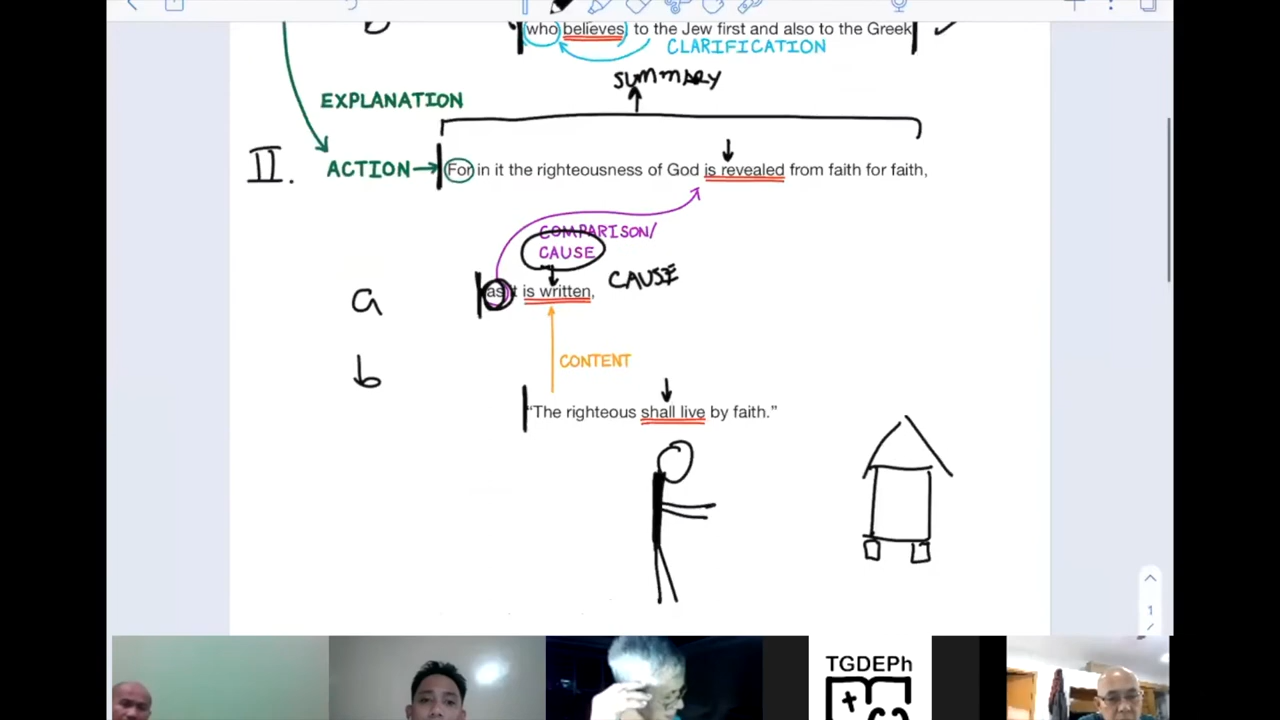 who believes, to the Jew first and also to the Greek
CLARIFICATION
SUMMARY
EXPLANATION
II. ACTION For in it the righteousness of God is revealed from faith for faith,
COMPARISON/
CAUSE
a as it is written, CAUSE
b CONTENT
“The righteous shall live by faith.”
1
TGDEPh